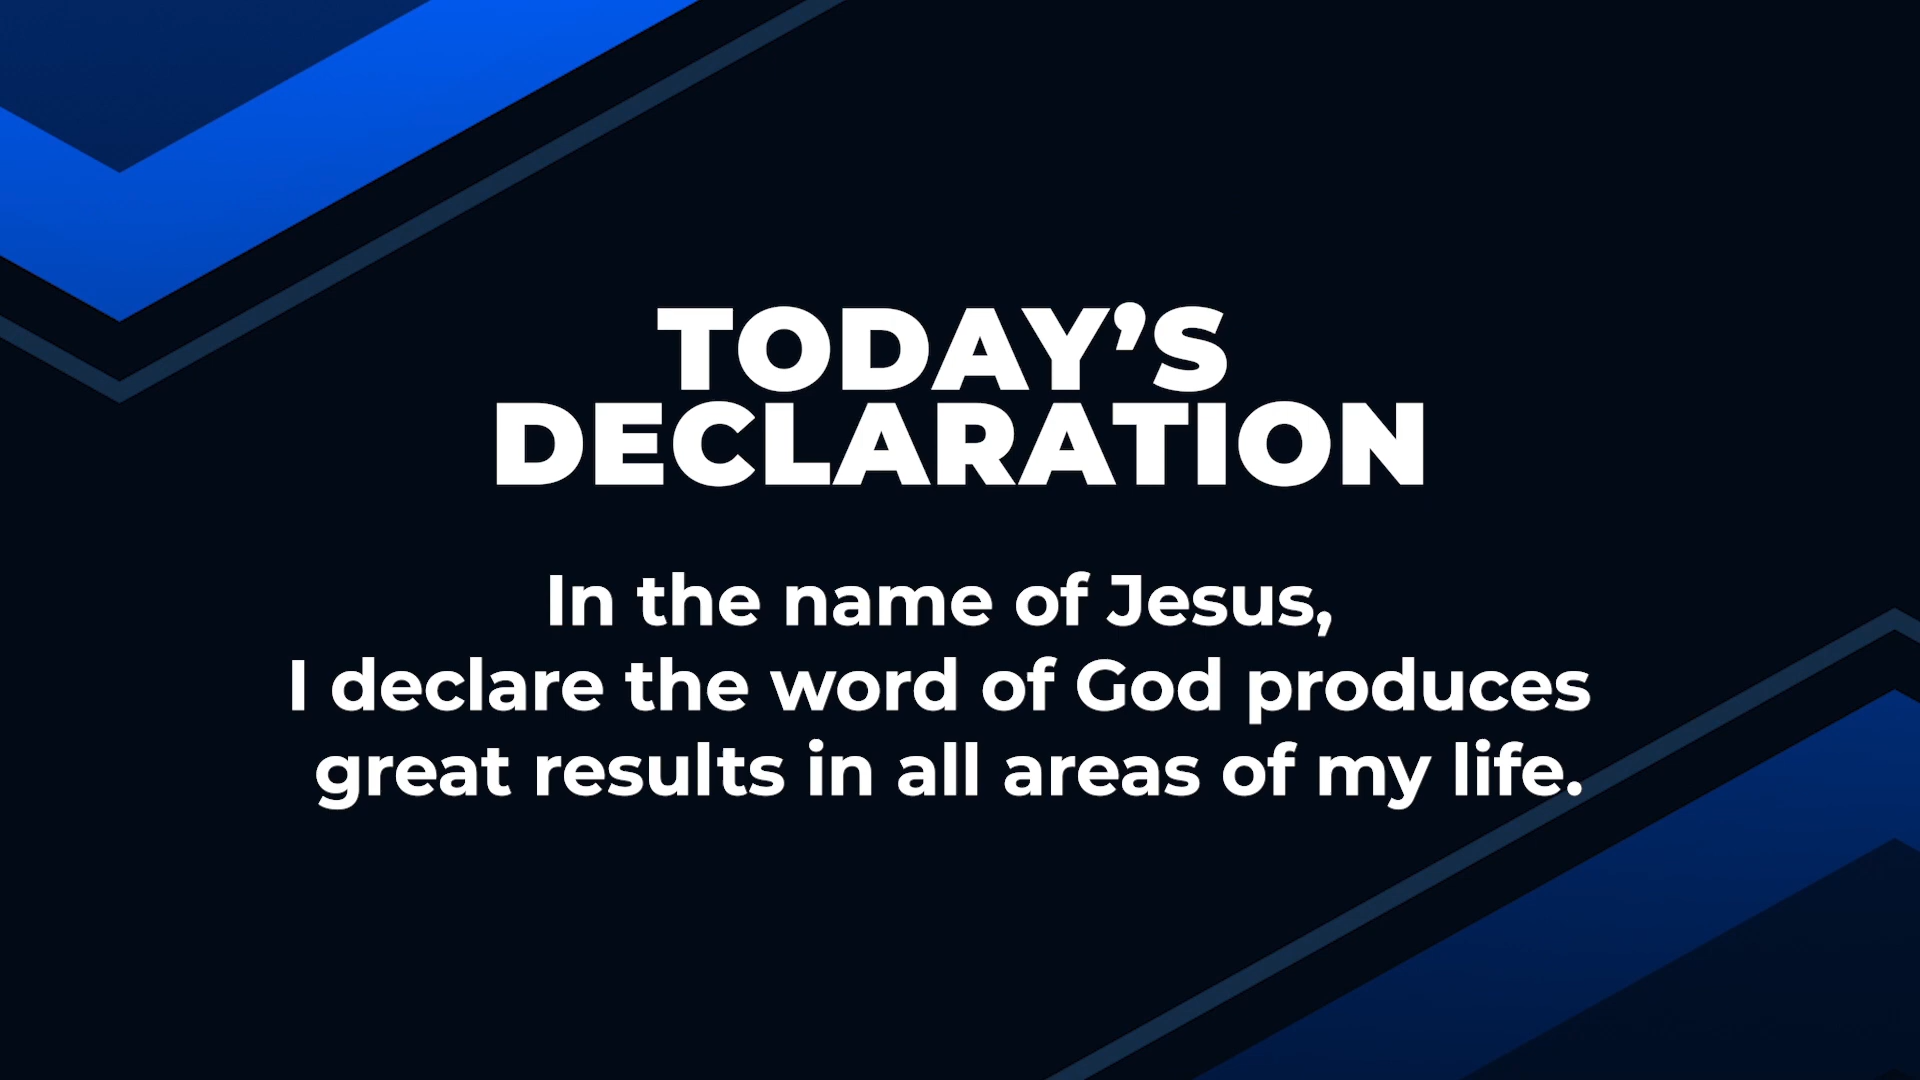 TODAY’S
DECLARATION
In the name of Jesus,
I declare the word of God produces
great results in all areas of my life.